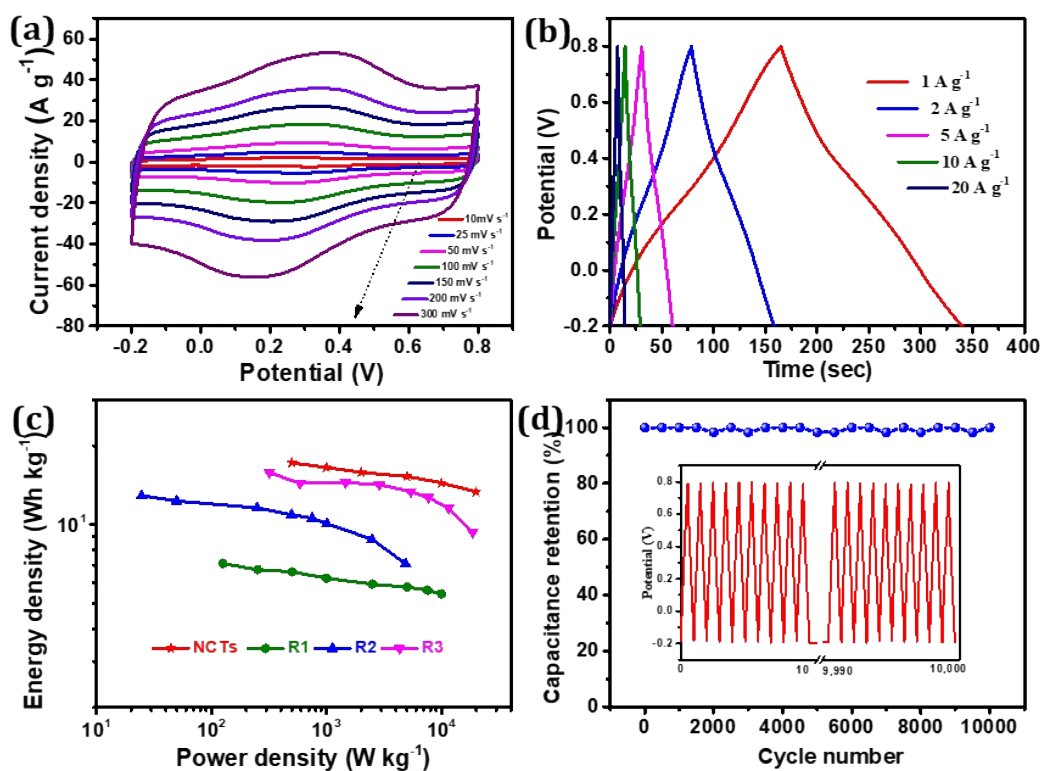 (a)
Current density (A g⁻¹)
60
40
20
0
-20
-40
-60
-80
-0.2
0.0
0.2
0.4
0.6
0.8
Potential (V)
10mV s⁻¹
25 mV s⁻¹
50 mV s⁻¹
100 mV s⁻¹
150 mV s⁻¹
200 mV s⁻¹
300 mV s⁻¹
(b)
Potential (V)
0.8
0.4
0.0
-0.2
0
50
100
150
200
250
300
350
400
Time (sec)
1 A g⁻¹
2 A g⁻¹
5 A g⁻¹
10 A g⁻¹
20 A g⁻¹
(c)
Energy density (Wh kg⁻¹)
10¹
10¹
10²
10³
10⁴
Power density (W kg⁻¹)
NCTs
R1
R2
R3
(d)
Capacitance retention (%)
100
80
60
40
20
0
0
2000
4000
6000
8000
10000
Cycle number
Potential (V)
0.8
0.6
0.4
0.2
0.0
-0.2
0
10
9,990
10,000